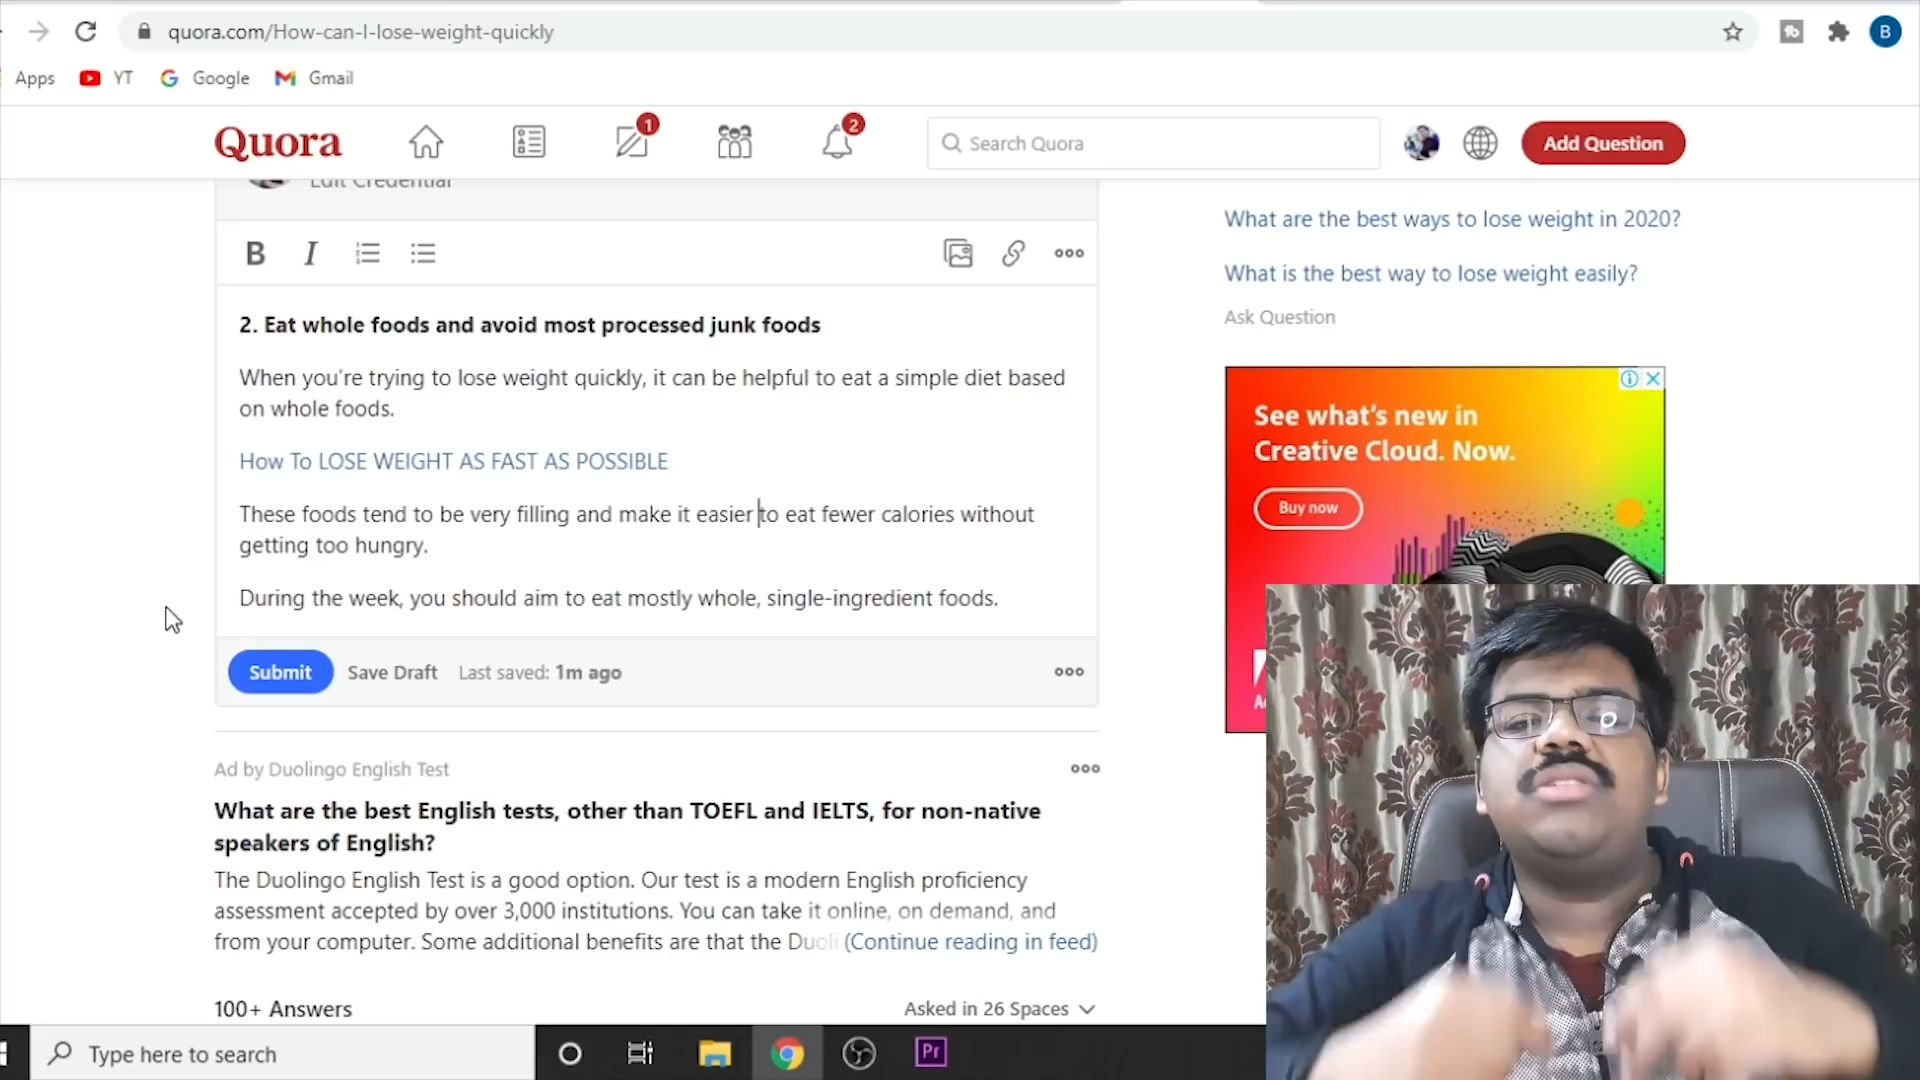 quora.com/How-can-I-lose-weight-quickly
B
Apps YT Google Gmail
Quora
1
2
Search Quora
Add Question
Edit Credential
B I
2. Eat whole foods and avoid most processed junk foods
When you’re trying to lose weight quickly, it can be helpful to eat a simple diet based
on whole foods.
How To LOSE WEIGHT AS FAST AS POSSIBLE
These foods tend to be very filling and make it easier to eat fewer calories without
getting too hungry.
During the week, you should aim to eat mostly whole, single-ingredient foods.
Submit Save Draft Last saved: 1m ago
What are the best ways to lose weight in 2020?
What is the best way to lose weight easily?
Ask Question
See what’s new in
Creative Cloud. Now.
Buy now
Ad by Duolingo English Test
What are the best English tests, other than TOEFL and IELTS, for non-native
speakers of English?
The Duolingo English Test is a good option. Our test is a modern English proficiency
assessment accepted by over 3,000 institutions. You can take it online, on demand, and
from your computer. Some additional benefits are that the Duoli (Continue reading in feed)
100+ Answers Asked in 26 Spaces
Type here to search
Pr